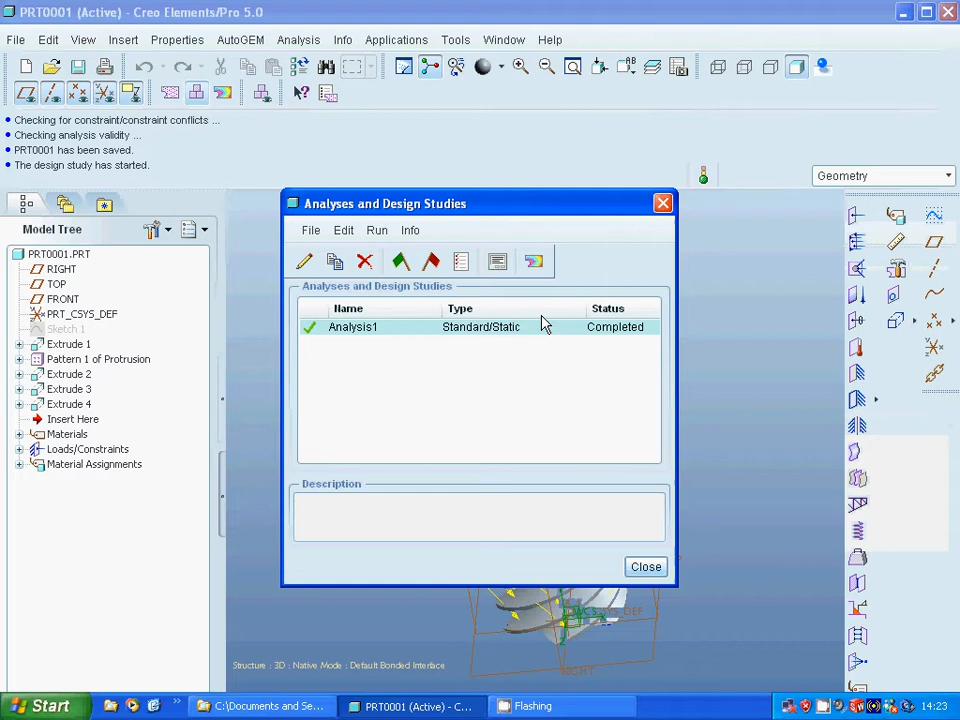 PRT0001 (Active) - Creo Elements/Pro 5.0
File Edit View Insert Properties AutoGEM Analysis Info Applications Tools Window Help
Checking for constraint/constraint conflicts ...
Checking analysis validity ...
PRT0001 has been saved.
The design study has started.
Geometry
Model Tree
PRT0001.PRT
RIGHT
TOP
FRONT
PRT_CSYS_DEF
Sketch 1
Extrude 1
Pattern 1 of Protrusion
Extrude 2
Extrude 3
Extrude 4
Insert Here
Materials
Loads/Constraints
Material Assignments
Analyses and Design Studies
File Edit Run Info
Analyses and Design Studies
Name Type Status
Analysis1 Standard/Static Completed
Description
Close
RIGHT
Structure : 3D : Native Mode : Default Bonded Interface
Start
C:\Documents and Se...
PRT0001 (Active) - C...
Flashing
14:23